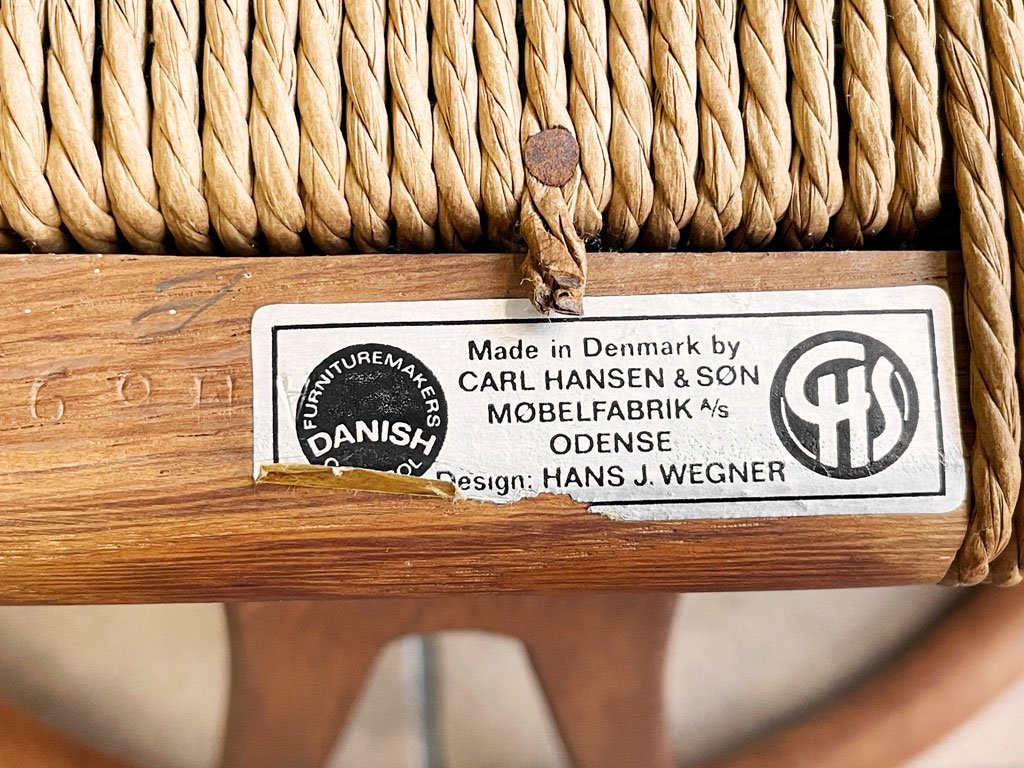 FURNITUREMAKERS
DANISH
Made in Denmark by
CARL HANSEN & SØN
MØBELFABRIK A/S
ODENSE
Design: HANS J. WEGNER
CHS